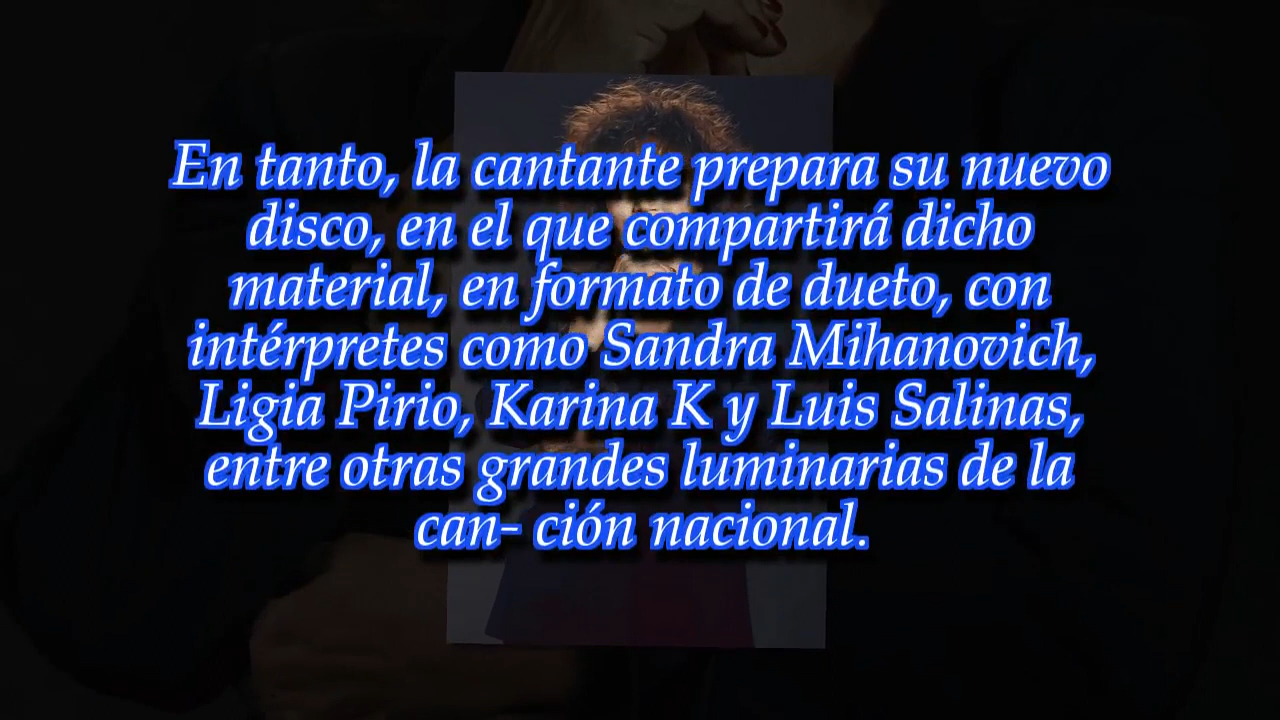 En tanto, la cantante prepara su nuevo
disco, en el que compartirá dicho
material, en formato de dueto, con
intérpretes como Sandra Mihanovich,
Ligia Pirio, Karina K y Luis Salinas,
entre otras grandes luminarias de la
can- ción nacional.